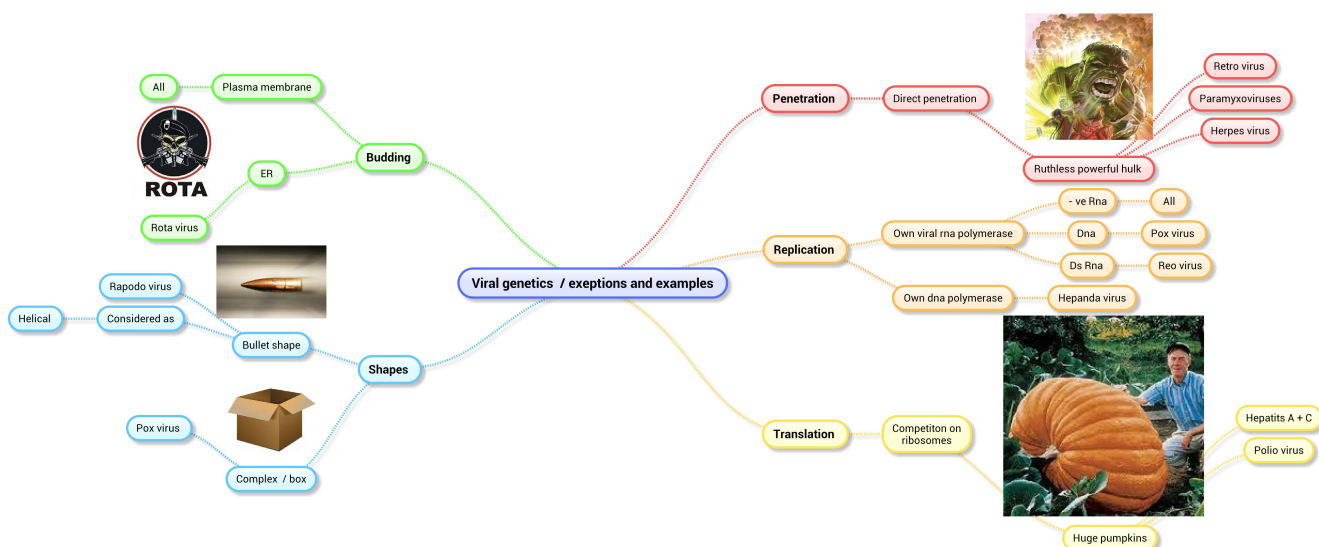 Viral genetics / exeptions and examples
Penetration
Direct penetration
Ruthless powerful hulk
Retro virus
Paramyxoviruses
Herpes virus
Replication
Own viral rna polymerase
- ve Rna
All
Dna
Pox virus
Ds Rna
Reo virus
Own dna polymerase
Hepanda virus
Translation
Competiton on
ribosomes
Huge pumpkins
Hepatits A + C
Polio virus
Budding
Plasma membrane
All
ER
Rota virus
ROTA
Shapes
Bullet shape
Rapodo virus
Considered as
Helical
Complex / box
Pox virus